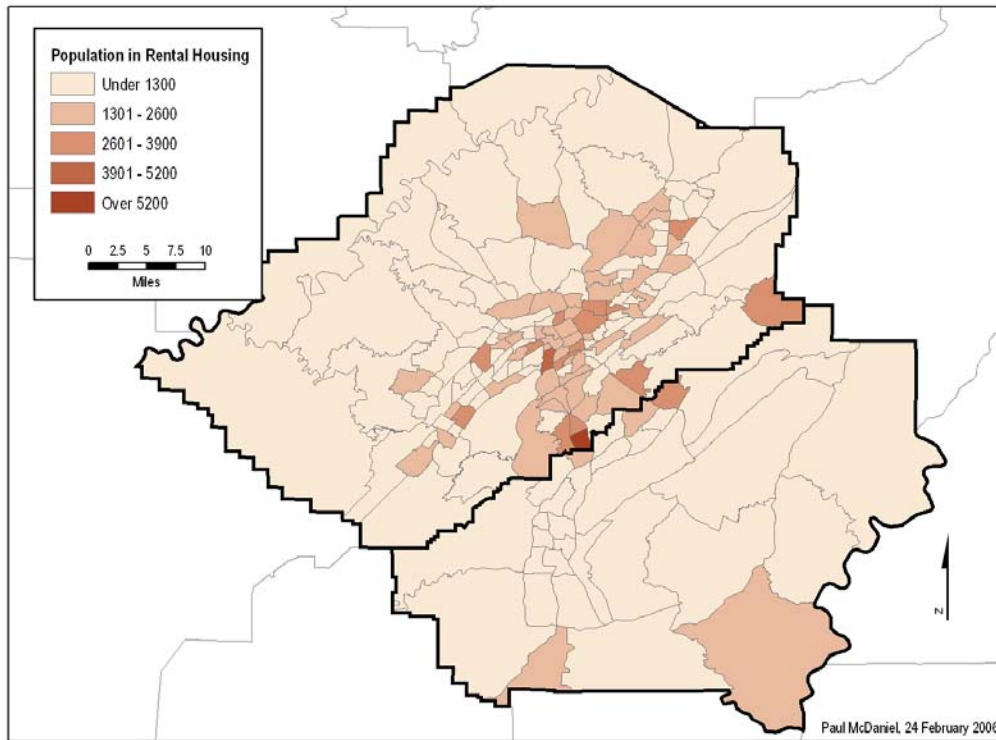 Population in Rental Housing
Under 1300
1301 - 2600
2601 - 3900
3901 - 5200
Over 5200
0 2.5 5 7.5 10
Miles
N
Paul McDaniel, 24 February 2006